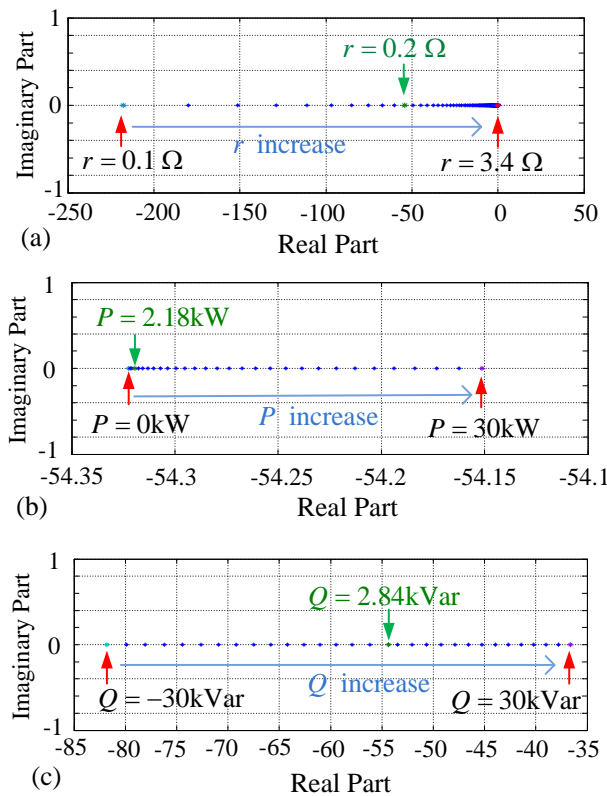 1
r = 0.2 Ω
Imaginary Part
0
r increase
r = 0.1 Ω
r = 3.4 Ω
-1
-250 -200 -150 -100 -50 0 50
(a)
Real Part
1
P = 2.18kW
Imaginary Part
0
P = 0kW
P increase
P = 30kW
-1
-54.35 -54.3 -54.25 -54.2 -54.15 -54.1
(b)
Real Part
1
Q = 2.84kVar
Imaginary Part
0
Q increase
Q = −30kVar
Q = 30kVar
-1
-85 -80 -75 -70 -65 -60 -55 -50 -45 -40 -35
(c)
Real Part